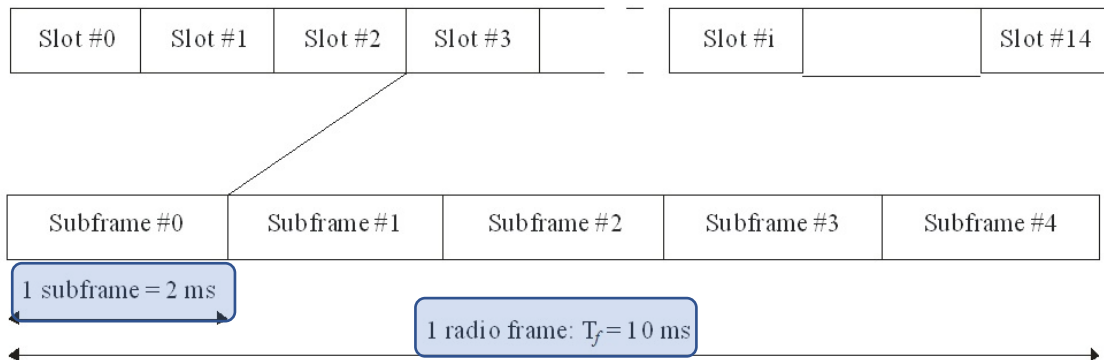 Slot #0 Slot #1 Slot #2 Slot #3 Slot #i Slot #14
Subframe #0 Subframe #1 Subframe #2 Subframe #3 Subframe #4
1 subframe = 2 ms
1 radio frame: Tf = 10 ms